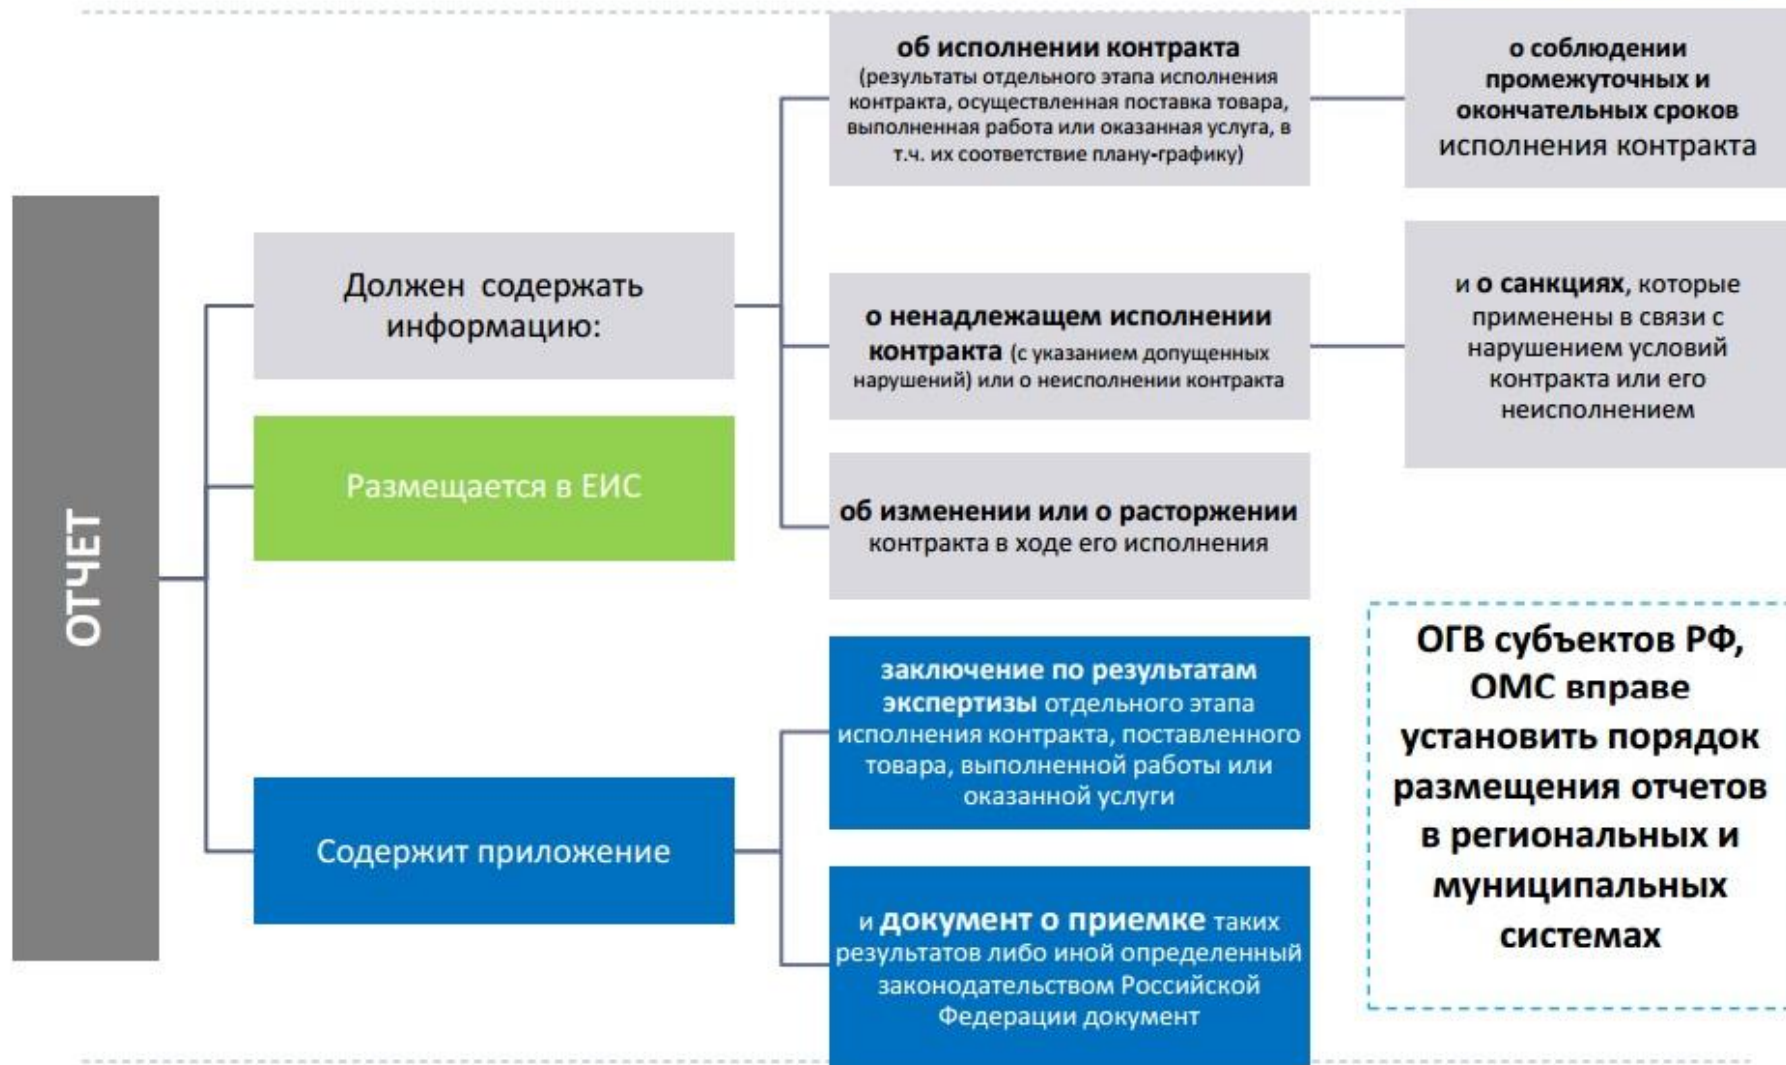 ОТЧЕТ
Должен содержать
информацию:
об исполнении контракта
(результаты отдельного этапа исполнения
контракта, осуществленная поставка товара,
выполненная работа или оказанная услуга, в
т.ч. их соответствие плану-графику)
о соблюдении
промежуточных и
окончательных сроков
исполнения контракта
о ненадлежащем исполнении
контракта (с указанием допущенных
нарушений) или о неисполнении контракта
и о санкциях, которые
применены в связи с
нарушением условий
контракта или его
неисполнением
об изменении или о расторжении
контракта в ходе его исполнения
Размещается в ЕИС
Содержит приложение
заключение по результатам
экспертизы отдельного этапа
исполнения контракта, поставленного
товара, выполненной работы или
оказанной услуги
и документ о приемке таких
результатов либо иной определенный
законодательством Российской
Федерации документ
ОГВ субъектов РФ,
ОМС вправе
установить порядок
размещения отчетов
в региональных и
муниципальных
системах